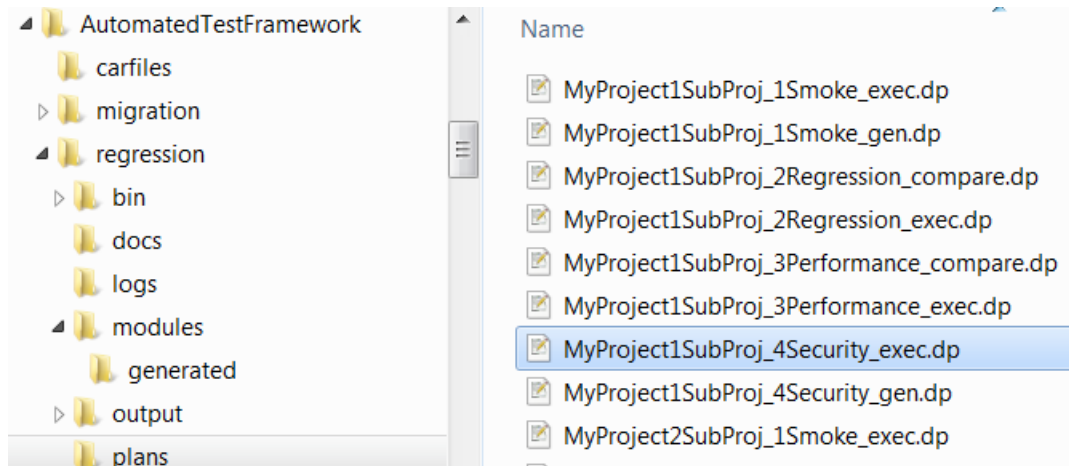 AutomatedTestFramework
carfiles
migration
regression
bin
docs
logs
modules
generated
output
plans
Name
MyProject1SubProj_1Smoke_exec.dp
MyProject1SubProj_1Smoke_gen.dp
MyProject1SubProj_2Regression_compare.dp
MyProject1SubProj_2Regression_exec.dp
MyProject1SubProj_3Performance_compare.dp
MyProject1SubProj_3Performance_exec.dp
MyProject1SubProj_4Security_exec.dp
MyProject1SubProj_4Security_gen.dp
MyProject2SubProj_1Smoke_exec.dp